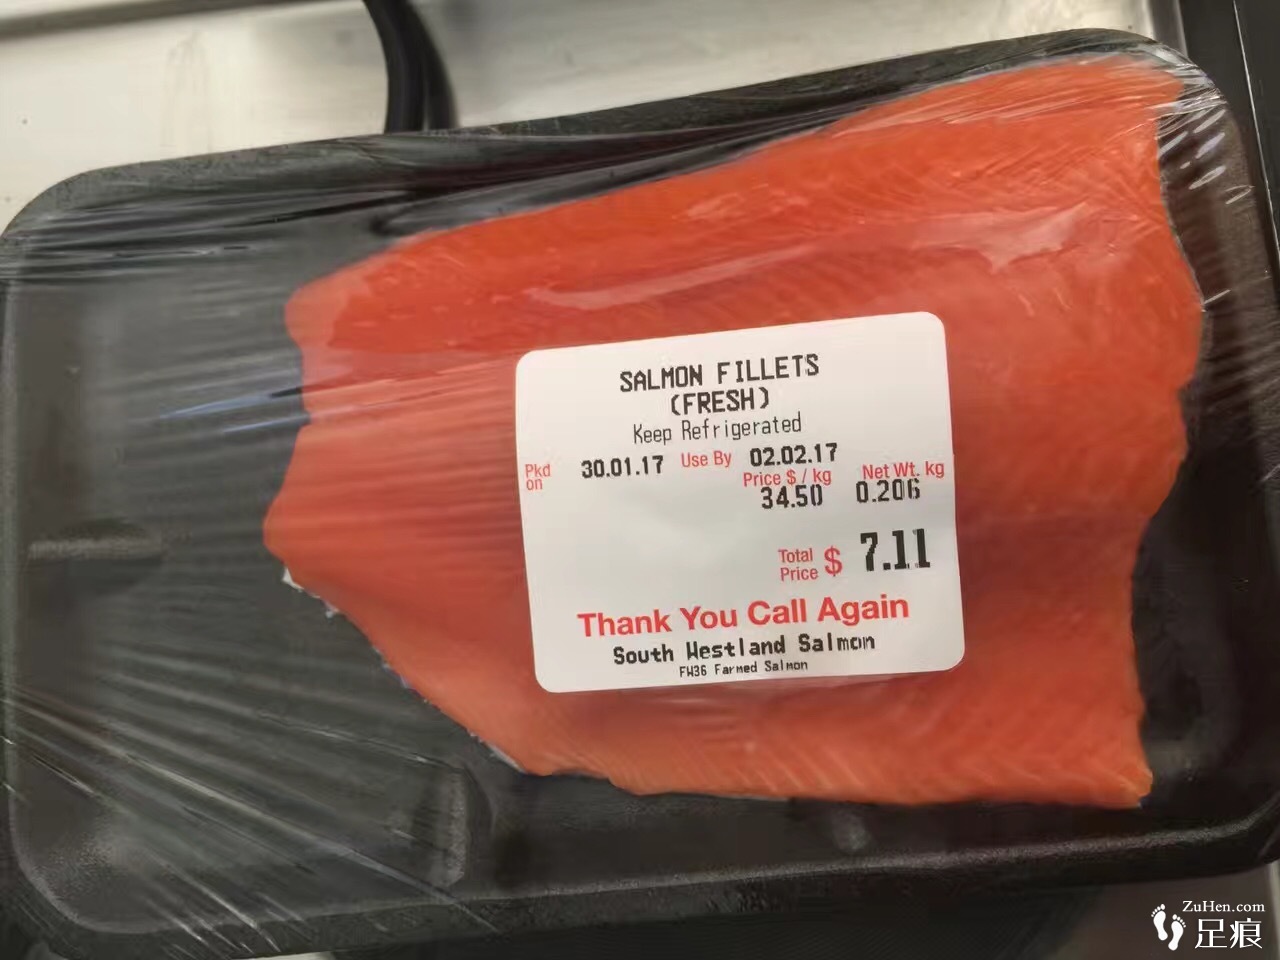 SALMON FILLETS
(FRESH)
Keep Refrigerated
Pkd on 30.01.17 Use By 02.02.17
Price $ / kg Net Wt. kg
34.50 0.206
Total Price $ 7.11
Thank You Call Again
South Westland Salmon
FW36 Farmed Salmon
ZuHen.com
足痕